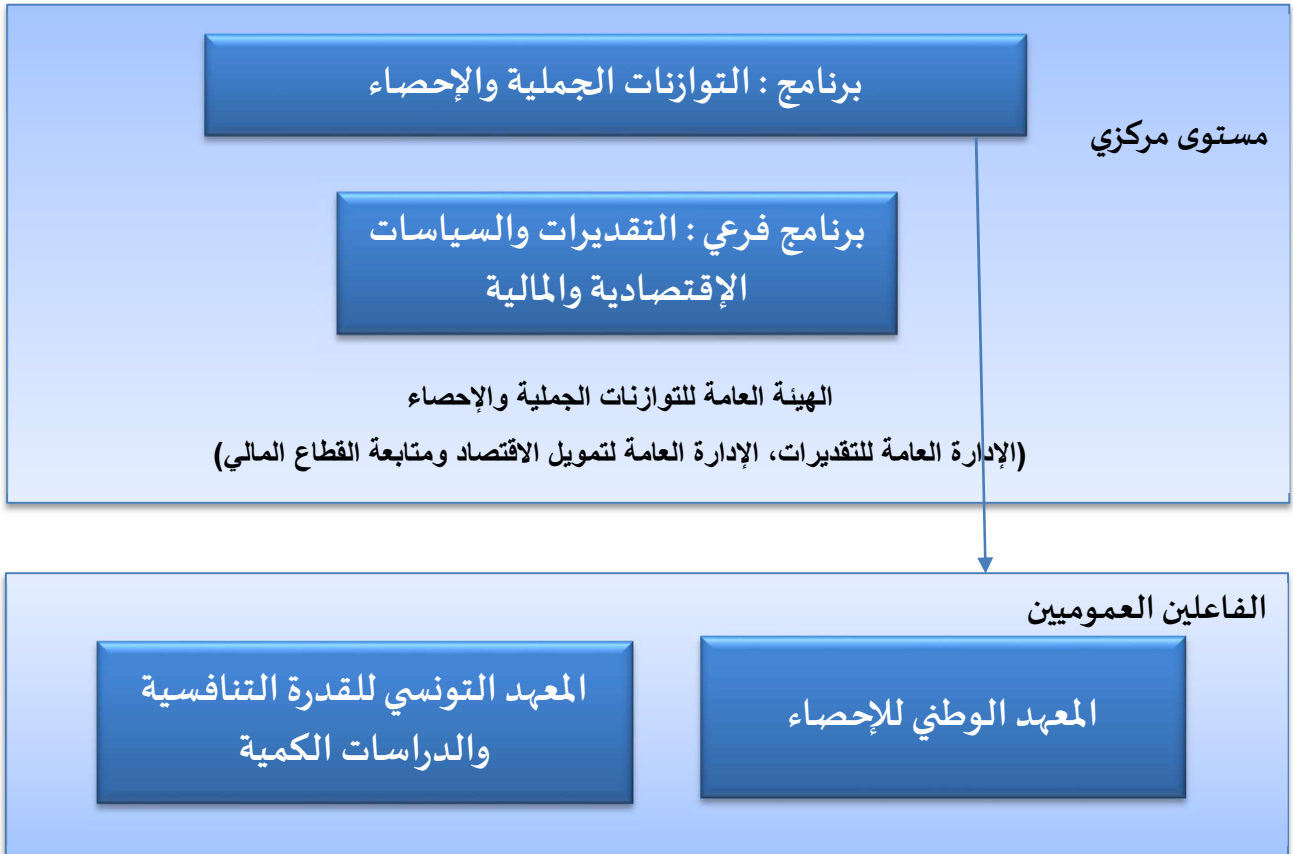 برنامج : التوازنات الجملية والإحصاء
مستوى مركزي
برنامج فرعي : التقديرات والسياسات
الإقتصادية والمالية
الهيئة العامة للتوازنات الجملية والإحصاء
(الإدارة العامة للتقديرات، الإدارة العامة لتمويل الاقتصاد ومتابعة القطاع المالي)
الفاعلين العموميين
المعهد الوطني للإحصاء
المعهد التونسي للقدرة التنافسية
والدراسات الكمية